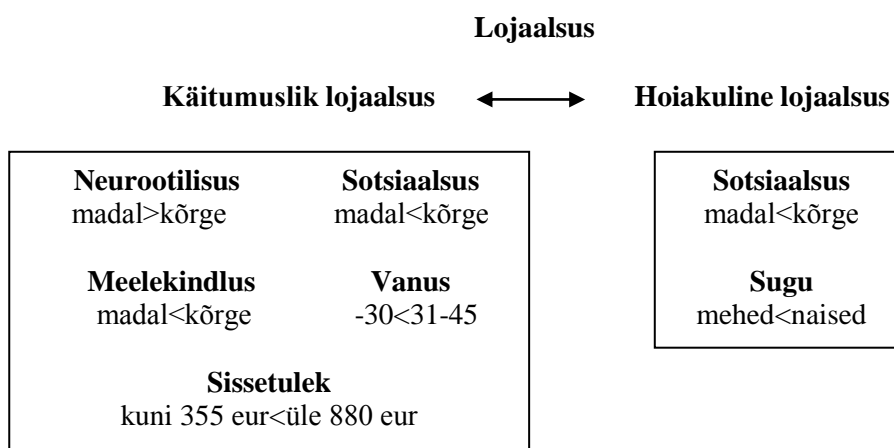 Lojaalsus
Käitumuslik lojaalsus
Hoiakuline lojaalsus
Neurootilisus
madal>kõrge
Sotsiaalsus
madal<kõrge
Meelekindlus
madal<kõrge
Vanus
-30<31-45
Sissetulek
kuni 355 eur<üle 880 eur
Sotsiaalsus
madal<kõrge
Sugu
mehed<naised